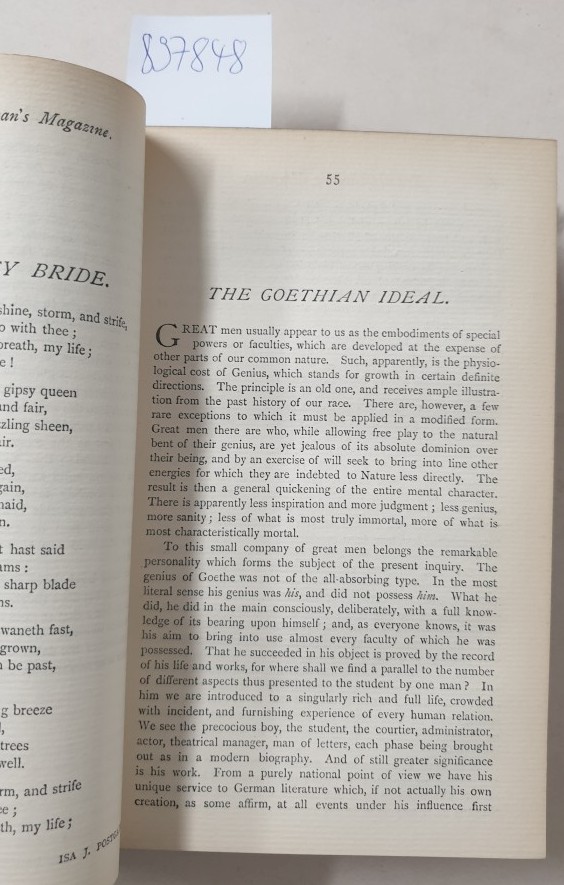 897848
an's Magazine.
Y BRIDE.
shine, storm, and strife,
o with thee;
breath, my life;
e!
gipsy queen
and fair,
zling sheen,
ir.
ed,
gain,
maid,
n.
t hast said
ams:
sharp blade
ns.
waneth fast,
grown,
n be past,
g breeze
l,
trees
well.
rm, and strife
ee;
th, my life;
ISA J.
55
THE GOETHIAN IDEAL.
GREAT men usually appear to us as the embodiments of special
powers or faculties, which are developed at the expense of
other parts of our common nature. Such, apparently, is the physio-
logical cost of Genius, which stands for growth in certain definite
directions. The principle is an old one, and receives ample illustra-
tion from the past history of our race. There are, however, a few
rare exceptions to which it must be applied in a modified form.
Great men there are who, while allowing free play to the natural
bent of their genius, are yet jealous of its absolute dominion over
their being, and by an exercise of will seek to bring into line other
energies for which they are indebted to Nature less directly. The
result is then a general quickening of the entire mental character.
There is apparently less inspiration and more judgment; less genius,
more sanity; less of what is most truly immortal, more of what is
most characteristically mortal.
To this small company of great men belongs the remarkable
personality which forms the subject of the present inquiry. The
genius of Goethe was not of the all-absorbing type. In the most
literal sense his genius was his, and did not possess him. What he
did, he did in the main consciously, deliberately, with a full know-
ledge of its bearing upon himself; and, as everyone knows, it was
his aim to bring into use almost every faculty of which he was
possessed. That he succeeded in his object is proved by the record
of his life and works, for where shall we find a parallel to the number
of different aspects thus presented to the student by one man? In
him we are introduced to a singularly rich and full life, crowded
with incident, and furnishing experience of every human relation.
We see the precocious boy, the student, the courtier, administrator,
actor, theatrical manager, man of letters, each phase being brought
out as in a modern biography. And of still greater significance
is his work. From a purely national point of view we have his
unique service to German literature which, if not actually his own
creation, as some affirm, at all events under his influence first